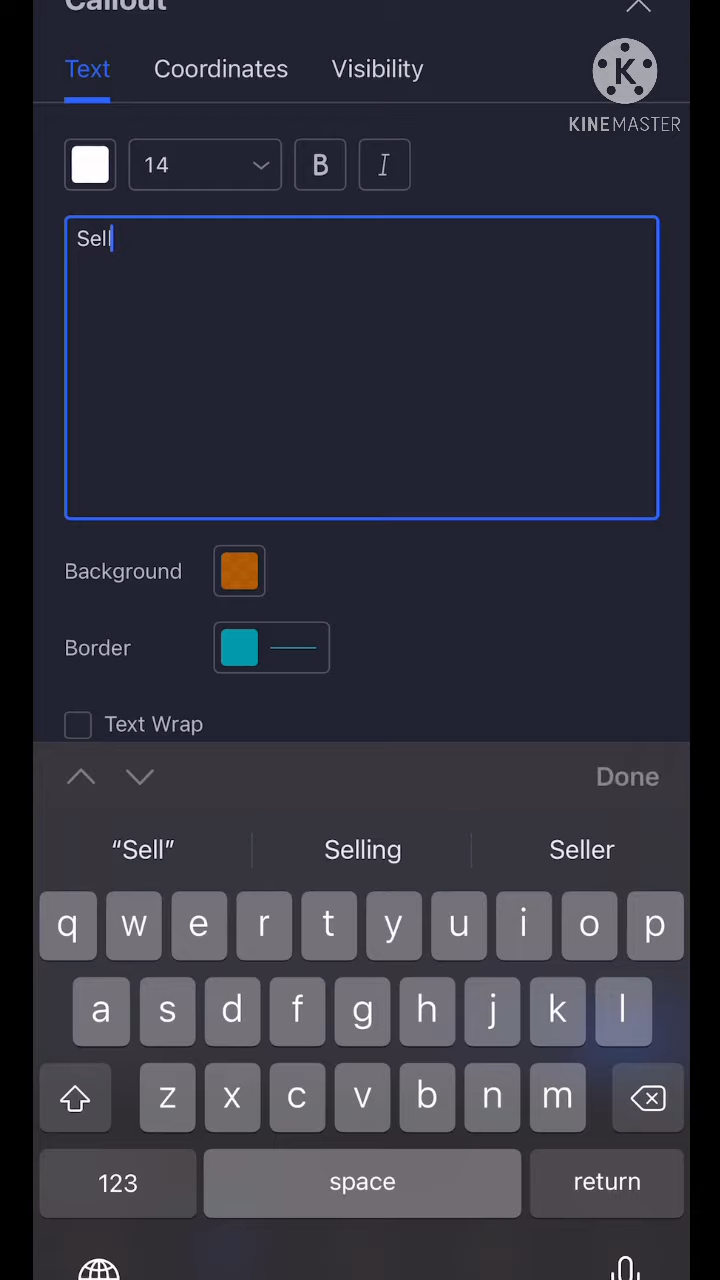 Callout
Text Coordinates Visibility
K
KINEMASTER
14 B I
Sell
Background
Border
Text Wrap
Done
“Sell” Selling Seller
q w e r t y u i o p
a s d f g h j k l
z x c v b n m
123 space return